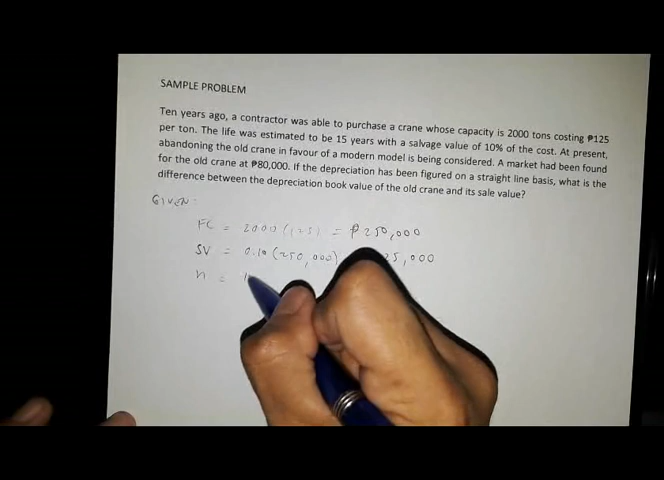 SAMPLE PROBLEM
Ten years ago, a contractor was able to purchase a crane whose capacity is 2000 tons costing ₱125
per ton. The life was estimated to be 15 years with a salvage value of 10% of the cost. At present,
abandoning the old crane in favour of a modern model is being considered. A market had been found
for the old crane at ₱80,000. If the depreciation has been figured on a straight line basis, what is the
difference between the depreciation book value of the old crane and its sale value?
GIVEN:
FC = 2000 (125) = ₱250,000
SV = 0.10 (250,000) 25,000
n =